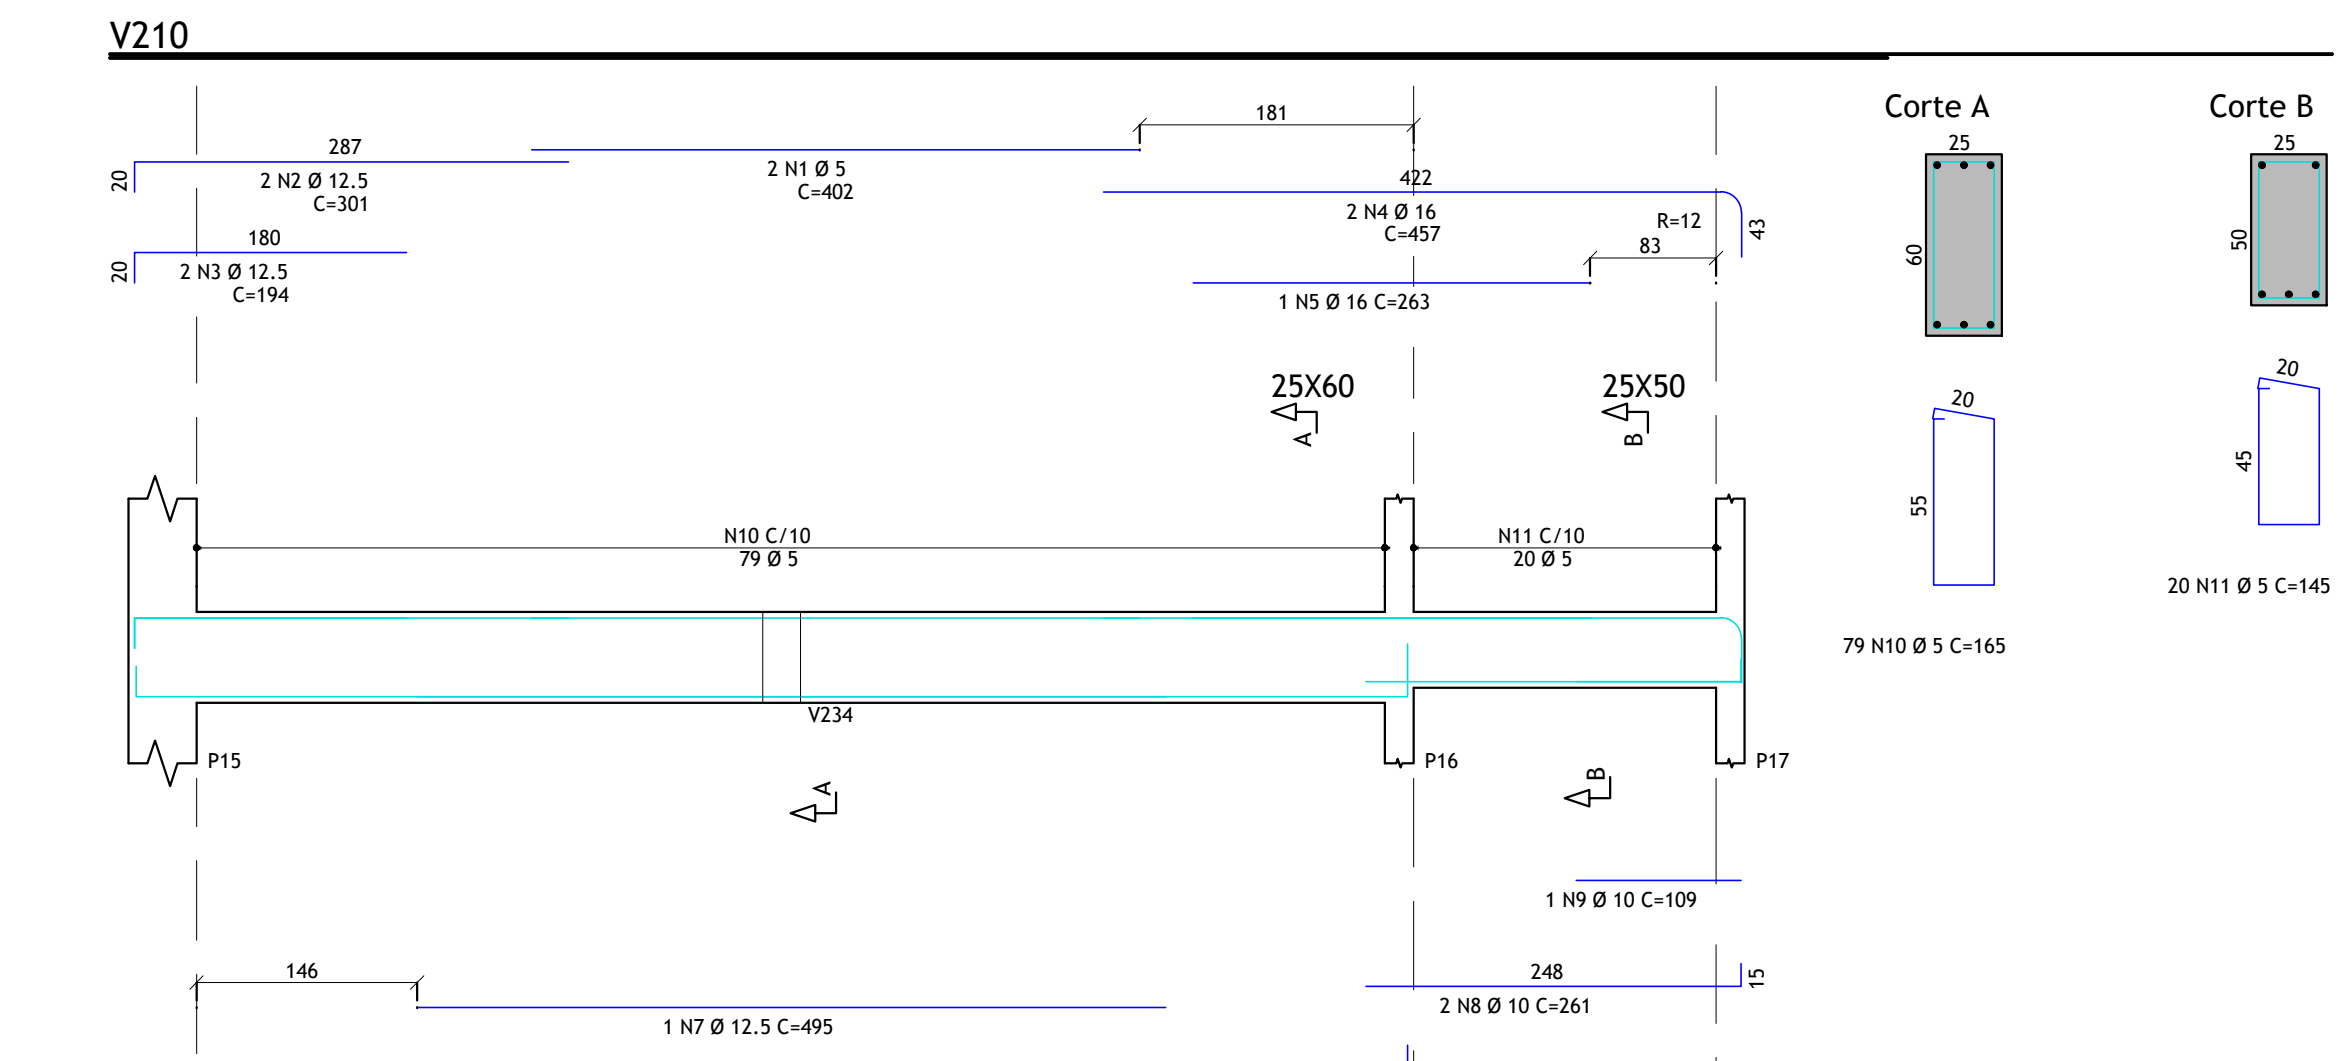 V210
Corte A
Corte B
181
25
25
287
2 N1 Ø 5
C=402
20
2 N2 Ø 12.5
C=301
422
2 N4 Ø 16
C=457
R=12
43
180
83
20
2 N3 Ø 12.5
C=194
1 N5 Ø 16 C=263
60
50
25X60
25X50
A
B
20
20
55
45
N10 C/10
79 Ø 5
N11 C/10
20 Ø 5
20 N11 Ø 5 C=145
79 N10 Ø 5 C=165
V234
P15
P16
P17
A
B
1 N9 Ø 10 C=109
146
248
15
2 N8 Ø 10 C=261
1 N7 Ø 12.5 C=495